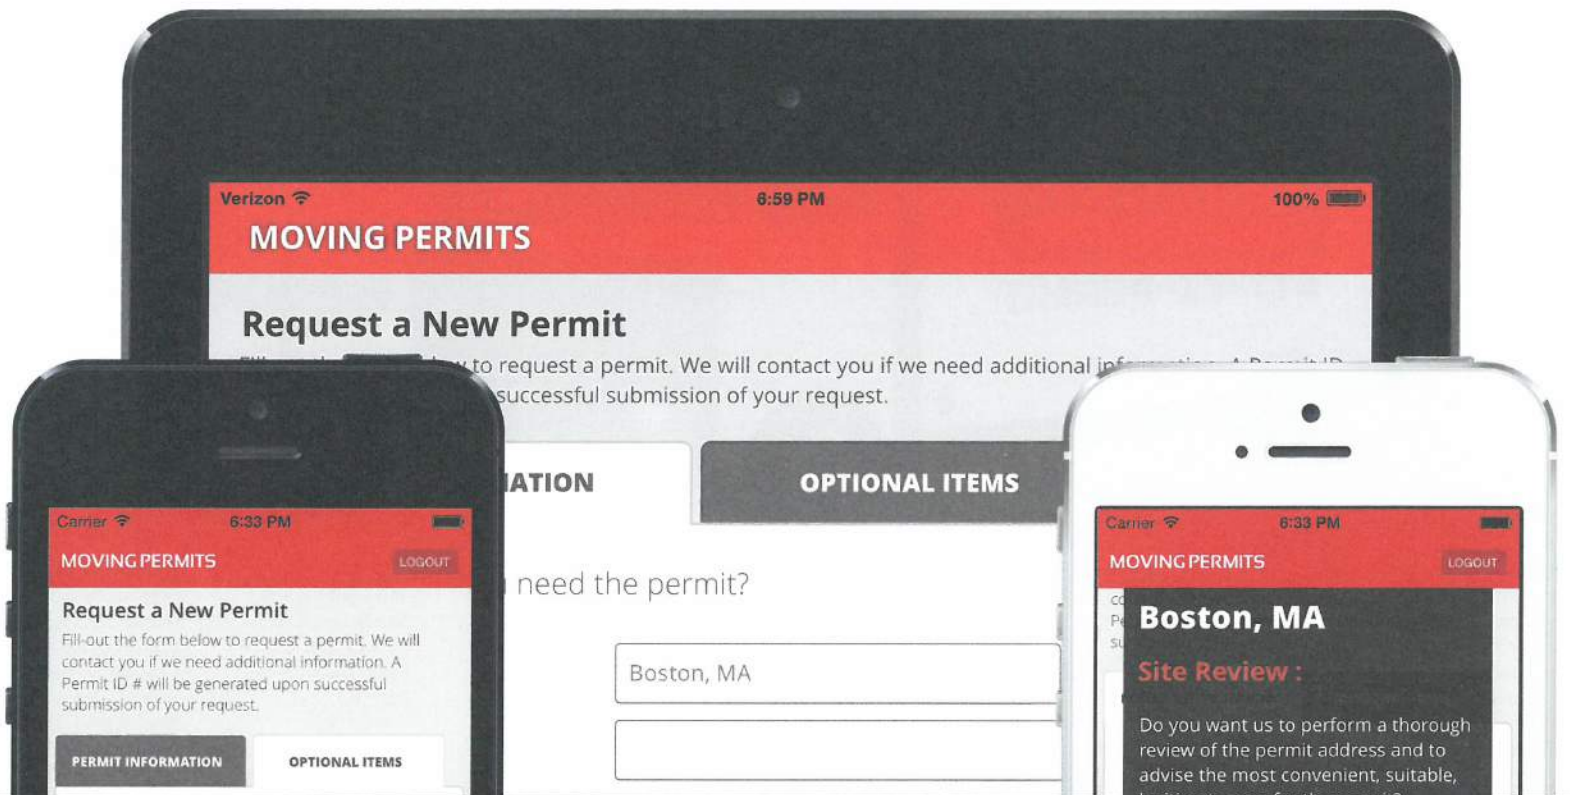 Verizon 6:59 PM 100%
MOVING PERMITS
Request a New Permit
to request a permit. We will contact you if we need additional
successful submission of your request.
OPTIONAL ITEMS
need the permit?
Boston, MA
Carrier 6:33 PM
MOVING PERMITS LOGOUT
Request a New Permit
Fill-out the form below to request a permit. We will
contact you if we need additional information. A
Permit ID # will be generated upon successful
submission of your request.
PERMIT INFORMATION OPTIONAL ITEMS
Carrier 6:33 PM
MOVING PERMITS LOGOUT
Boston, MA
Site Review :
Do you want us to perform a thorough
review of the permit address and to
advise the most convenient, suitable,